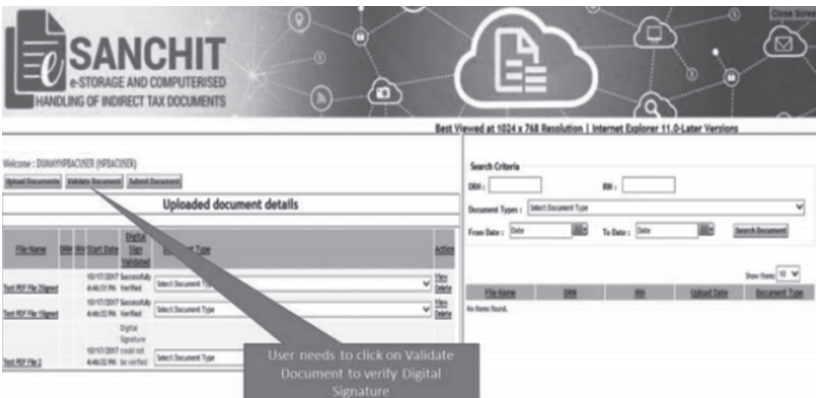 Close Screen
SANCHIT
e-STORAGE AND COMPUTERISED
HANDLING OF INDIRECT TAX DOCUMENTS
Best Viewed at 1024 x 768 Resolution | Internet Explorer 11.0-Later Versions
Welcome : (HPBACUSER)
Upload Documents Validate Document Submit Document
Uploaded document details
File Name DRN IRN Start Date Digital Sign Validated Document Type Action
Test PDF File 2Signed 10/17/2017 4:46:31 PM Successfully Verified Select Document Type View Delete
Test PDF File 1Signed 10/17/2017 4:46:32 PM Successfully Verified Select Document Type View Delete
Test PDF File 2 10/17/2017 4:46:32 PM Digital Signature could not be verified Select Document Type
User needs to click on Validate
Document to verify Digital
Signature
Search Criteria
DRN : IRN :
Document Types : Select Document Type
From Date : Date To Date : Date Search Document
Show Items 10
File Name DRN IRN Upload Date Document Type
No items found.